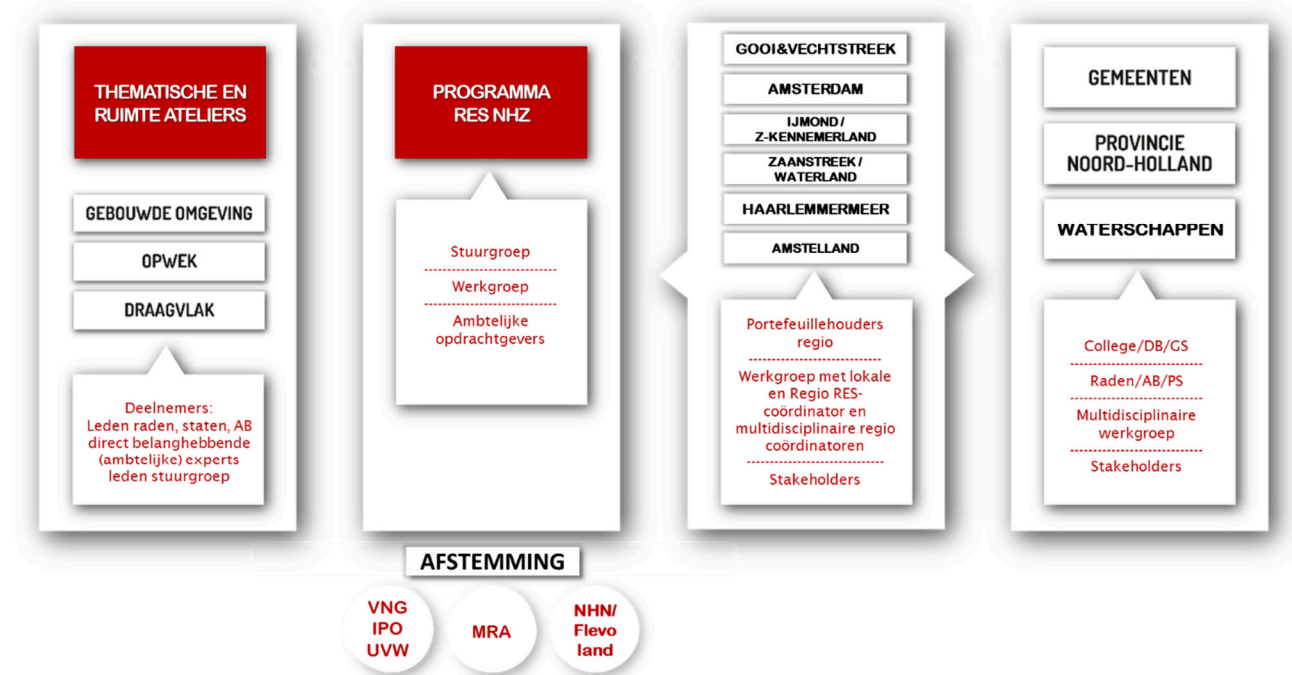 THEMATISCHE EN
RUIMTE ATELIERS
GEBOUWDE OMGEVING
OPWEK
DRAAGVLAK
Deelnemers:
Leden raden, staten, AB
direct belanghebbende
(ambtelijke) experts
leden stuurgroep
PROGRAMMA
RES NHZ
Stuurgroep
Werkgroep
Ambtelijke
opdrachtgevers
GOOI&VECHTSTREEK
AMSTERDAM
IJMOND /
Z-KENNEMERLAND
ZAANSTREEK /
WATERLAND
HAARLEMMERMEER
AMSTELLAND
Portefeuillehouders
regio
Werkgroep met lokale
en Regio RES-
coördinator en
multidisciplinaire regio
coördinatoren
Stakeholders
GEMEENTEN
PROVINCIE
NOORD-HOLLAND
WATERSCHAPPEN
College/DB/GS
Raden/AB/PS
Multidisciplinaire
werkgroep
Stakeholders
AFSTEMMING
VNG
IPO
UVW
MRA
NHN/
Flevo
land